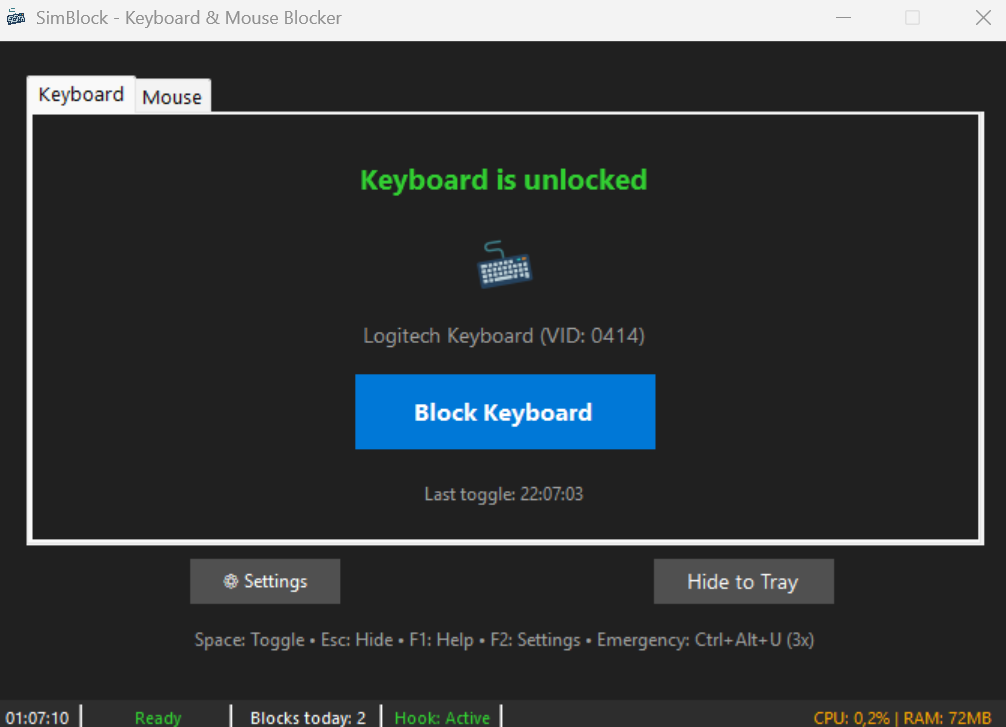 SimBlock - Keyboard & Mouse Blocker
Keyboard Mouse
Keyboard is unlocked
Logitech Keyboard (VID: 0414)
Block Keyboard
Last toggle: 22:07:03
⚙ Settings Hide to Tray
Space: Toggle • Esc: Hide • F1: Help • F2: Settings • Emergency: Ctrl+Alt+U (3x)
01:07:10 Ready Blocks today: 2 Hook: Active CPU: 0,2% | RAM: 72MB